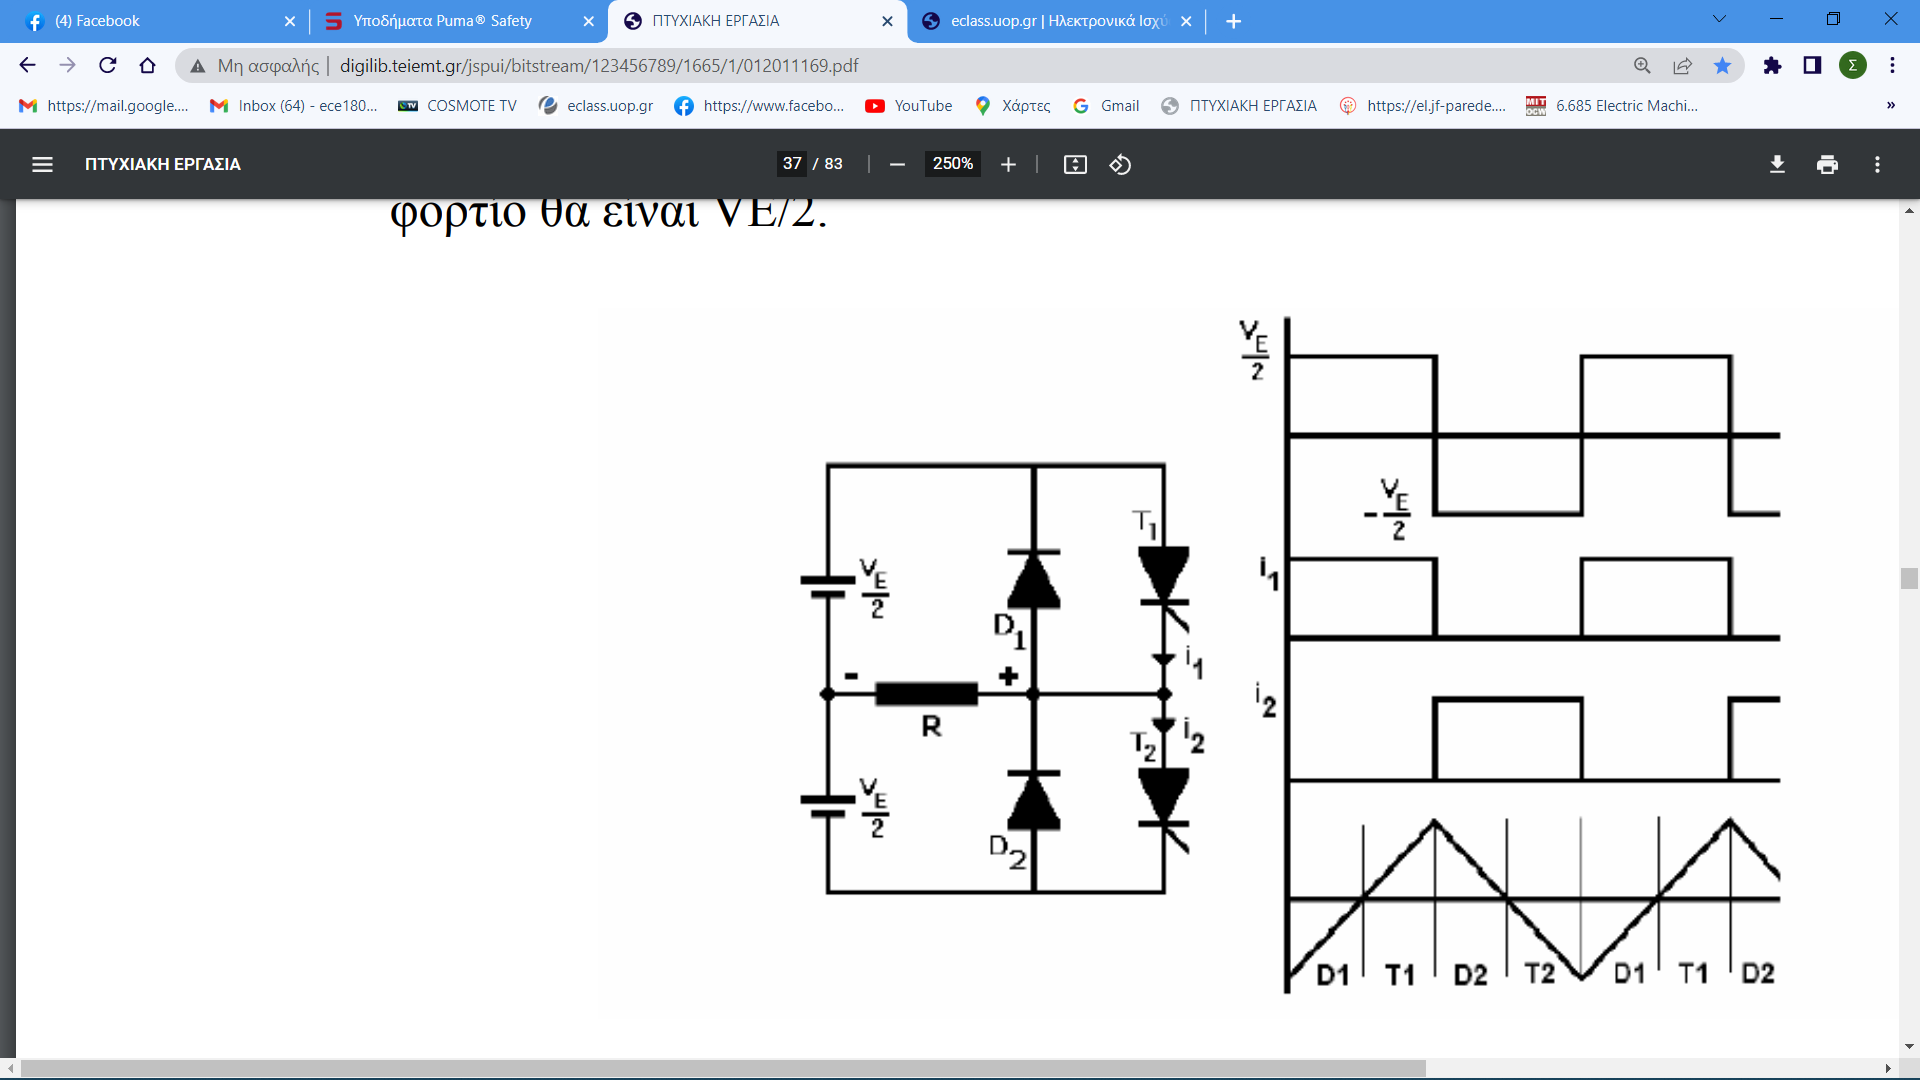 (4) Facebook
Υποδήματα Puma® Safety
ΠΤΥΧΙΑΚΗ ΕΡΓΑΣΙΑ
eclass.uop.gr | Ηλεκτρονικά Ισχύ
Μη ασφαλής
digilib.teiemt.gr/jspui/bitstream/123456789/1665/1/012011169.pdf
Σ
https://mail.google....
Inbox (64) - ece180...
COSMOTE TV
eclass.uop.gr
https://www.facebo...
YouTube
Χάρτες
Gmail
ΠΤΥΧΙΑΚΗ ΕΡΓΑΣΙΑ
https://el.jf-parede....
MIT OCW
6.685 Electric Machi...
»
ΠΤΥΧΙΑΚΗ ΕΡΓΑΣΙΑ
37 / 83
250%
φορτίο θα είναι VE/2.
VE/2
-VE/2
T1
VE/2
D1
i1
i1
- +
R
i2
T2
i2
VE/2
D2
D1 T1 D2 T2 D1 T1 D2